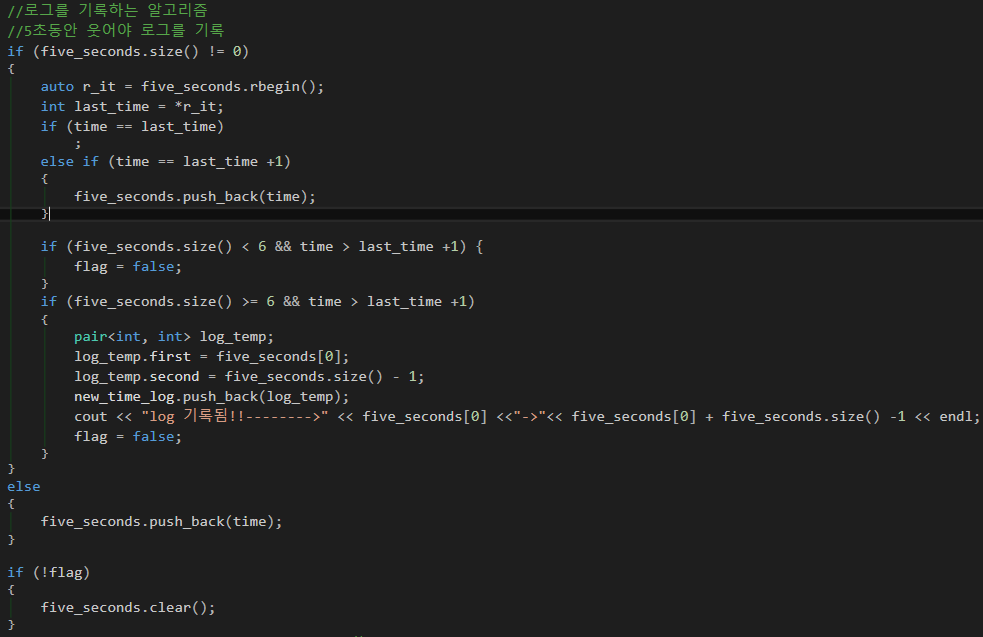 //로그를 기록하는 알고리즘
//5초동안 웃어야 로그를 기록
if (five_seconds.size() != 0)
{
    auto r_it = five_seconds.rbegin();
    int last_time = *r_it;
    if (time == last_time)
        ;
    else if (time == last_time +1)
    {
        five_seconds.push_back(time);
    }
    if (five_seconds.size() < 6 && time > last_time +1) {
        flag = false;
    }
    if (five_seconds.size() >= 6 && time > last_time +1)
    {
        pair<int, int> log_temp;
        log_temp.first = five_seconds[0];
        log_temp.second = five_seconds.size() - 1;
        new_time_log.push_back(log_temp);
        cout << "log 기록됨!!-------->" << five_seconds[0] <<"->"<< five_seconds[0] + five_seconds.size() -1 << endl;
        flag = false;
    }
}
else
{
    five_seconds.push_back(time);
}
if (!flag)
{
    five_seconds.clear();
}